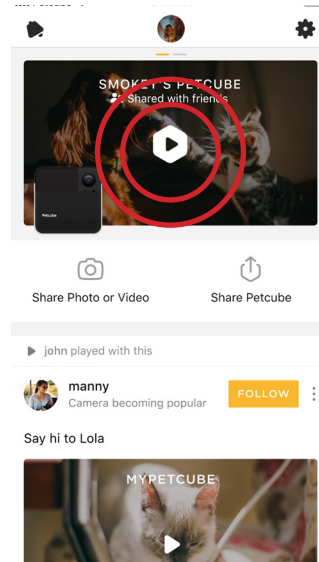 SMOKEY'S PETCUBE
Shared with friends
Petcube
Share Photo or Video
Share Petcube
john played with this
manny
Camera becoming popular
FOLLOW
Say hi to Lola
MYPETCUBE